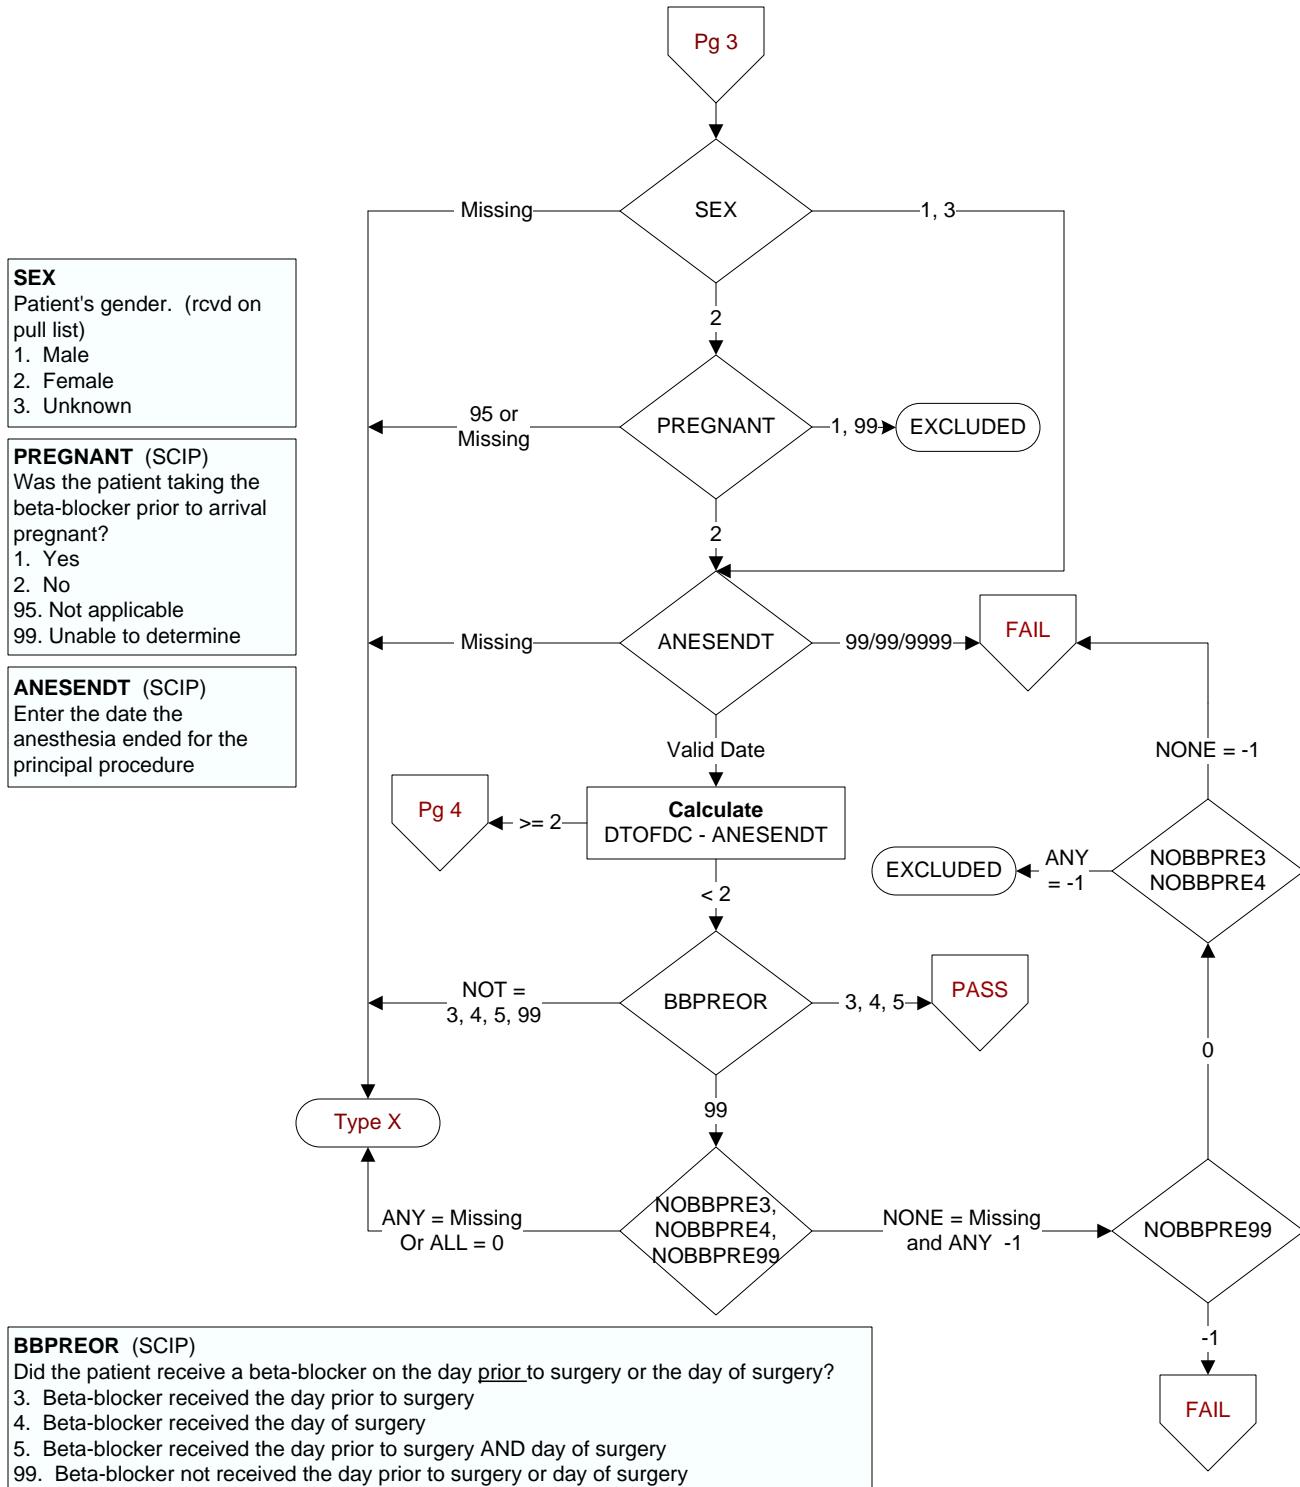 Pg 3
SEX
Missing
1, 3
2
SEX
Patient's gender.  (rcvd on
pull list)
1.  Male
2.  Female
3.  Unknown
PREGNANT
95 or
Missing
1, 99
EXCLUDED
2
PREGNANT  (SCIP)
Was the patient taking the
beta-blocker prior to arrival
pregnant?
1.  Yes
2.  No
95. Not applicable
99. Unable to determine
ANESENDT
Missing
99/99/9999
FAIL
ANESENDT  (SCIP)
Enter the date the
anesthesia ended for the
principal procedure
Valid Date
NONE = -1
Calculate
DTOFDC - ANESENDT
>= 2
Pg 4
< 2
NOBBPRE3
NOBBPRE4
ANY
= -1
EXCLUDED
BBPREOR
NOT =
3, 4, 5, 99
3, 4, 5
PASS
0
99
Type X
NOBBPRE3,
NOBBPRE4,
NOBBPRE99
ANY = Missing
Or ALL = 0
NONE = Missing
and ANY  -1
NOBBPRE99
-1
FAIL
BBPREOR  (SCIP)
Did the patient receive a beta-blocker on the day prior to surgery or the day of surgery?
3.  Beta-blocker received the day prior to surgery
4.  Beta-blocker received the day of surgery
5.  Beta-blocker received the day prior to surgery AND day of surgery
99.  Beta-blocker not received the day prior to surgery or day of surgery